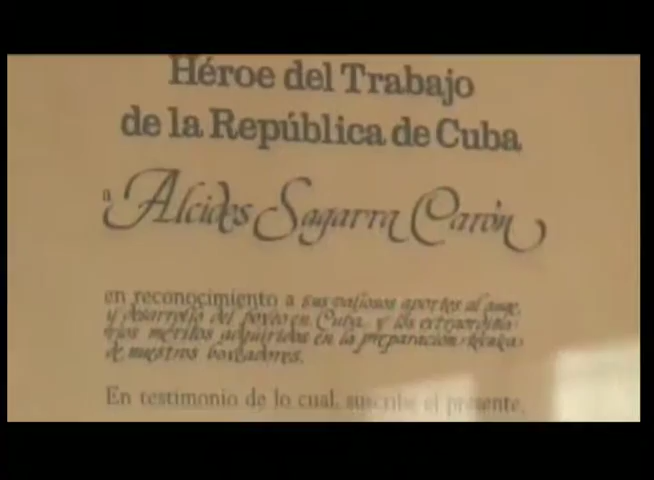 Héroe del Trabajo
de la República de Cuba
a Alcides Sagarra Carón
en reconocimiento a sus valiosos aportes al auge,
y desarrollo del boxeo en Cuba, y los extraordina-
rios méritos adquiridos en la preparación técnica
de nuestros boxeadores.
En testimonio de lo cual, suscribe el presente,